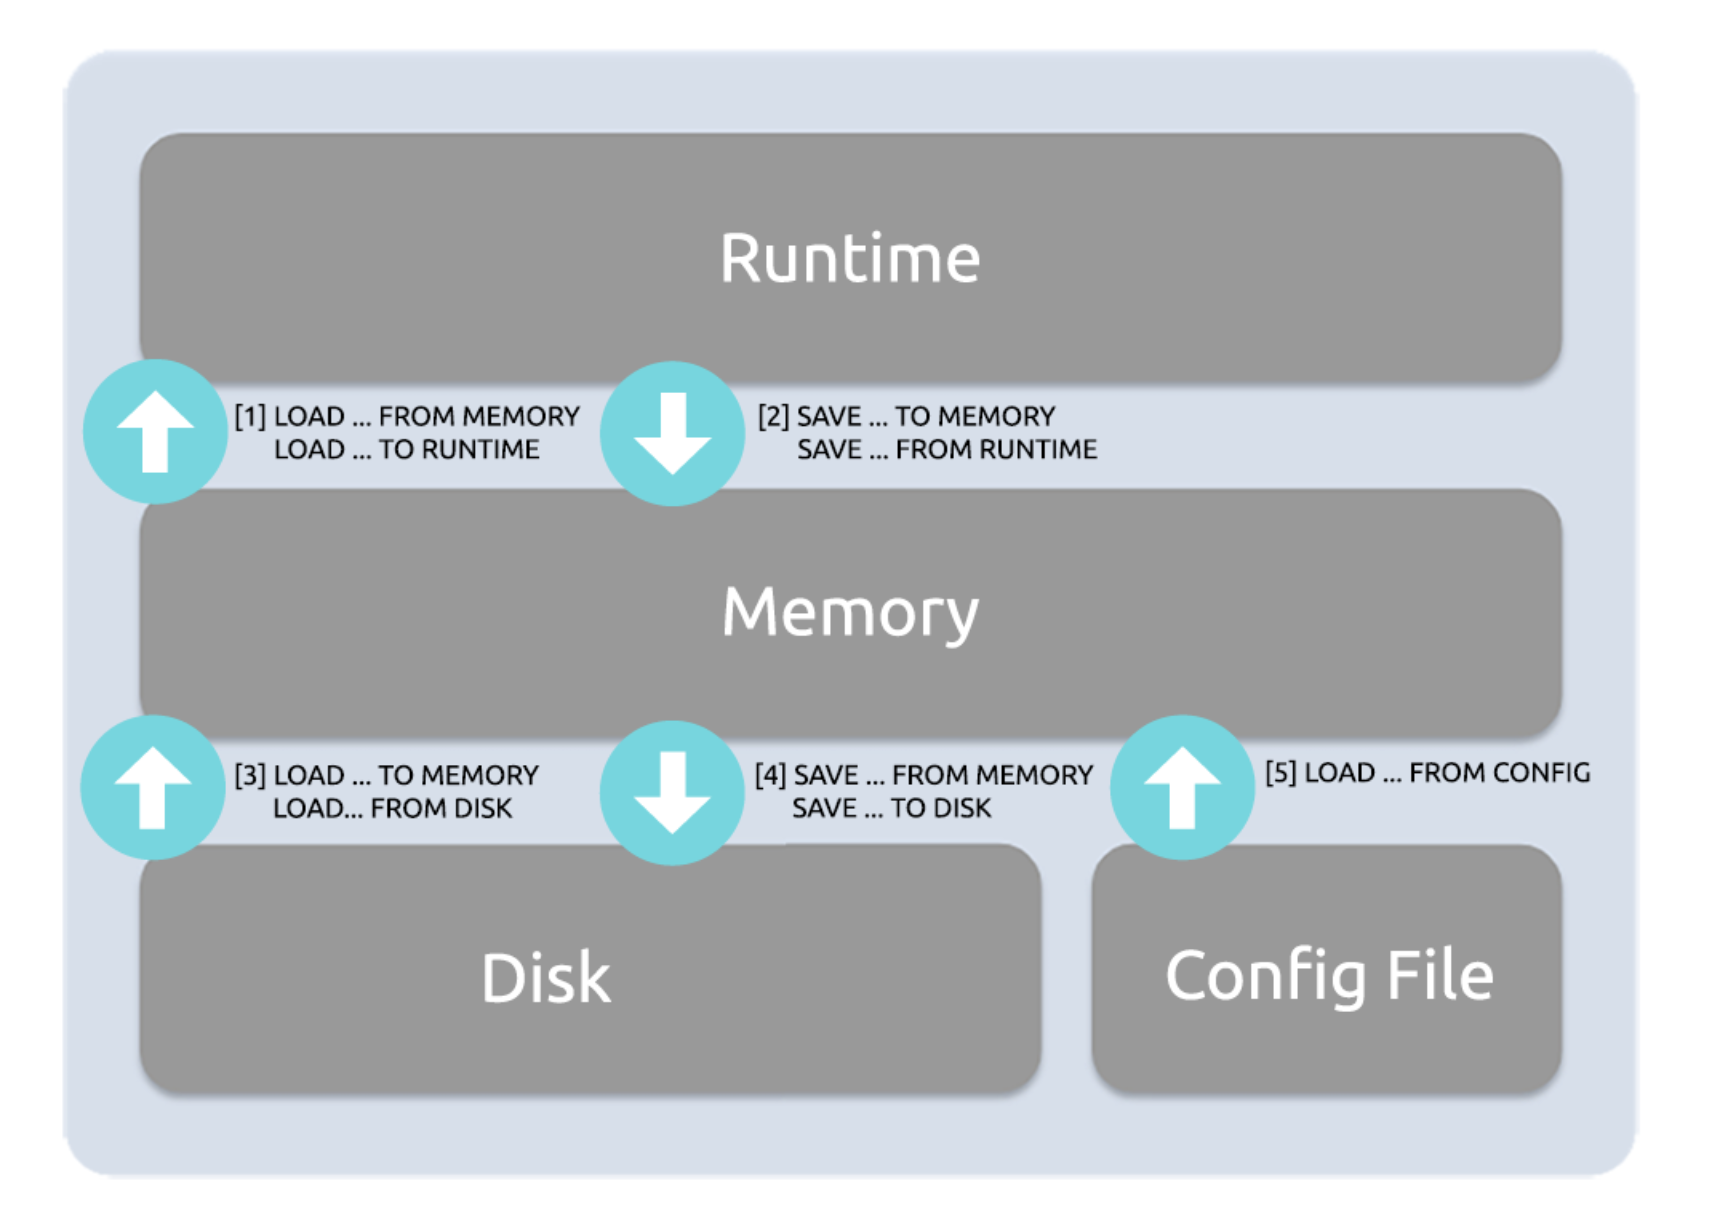 Runtime
[1] LOAD ... FROM MEMORY
LOAD ... TO RUNTIME
[2] SAVE ... TO MEMORY
SAVE ... FROM RUNTIME
Memory
[3] LOAD ... TO MEMORY
LOAD... FROM DISK
[4] SAVE ... FROM MEMORY
SAVE ... TO DISK
[5] LOAD ... FROM CONFIG
Disk
Config File